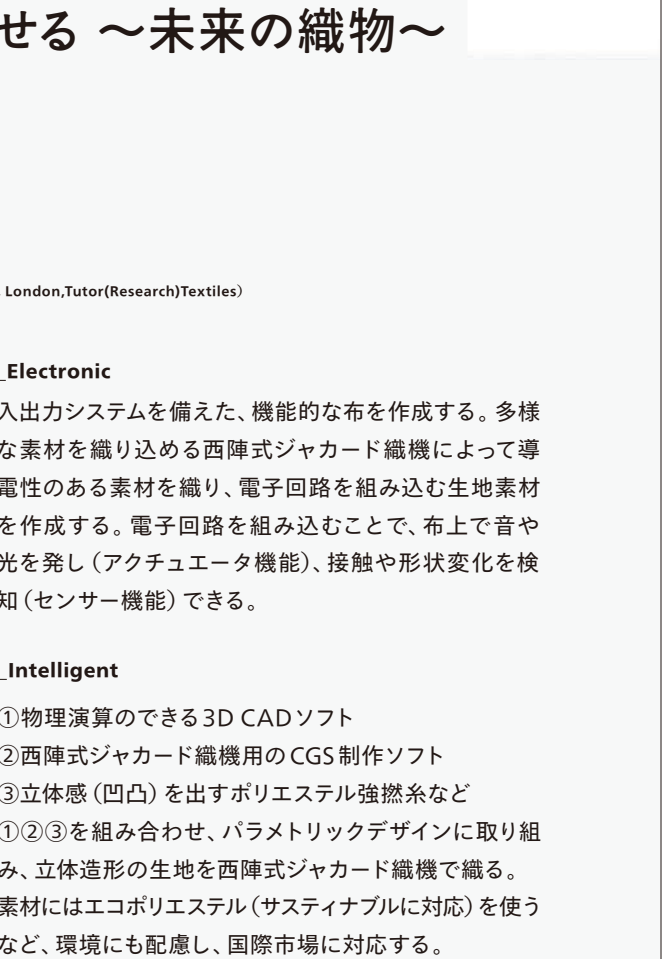 せる 〜未来の織物〜
London,Tutor(Research)Textiles）
_Electronic
入出力システムを備えた、機能的な布を作成する。多様
な素材を織り込める西陣式ジャカード織機によって導
電性のある素材を織り、電子回路を組み込む生地素材
を作成する。電子回路を組み込むことで、布上で音や
光を発し（アクチュエータ機能）、接触や形状変化を検
知（センサー機能）できる。
_Intelligent
①物理演算のできる3D CADソフト
②西陣式ジャカード織機用のCGS制作ソフト
③立体感（凹凸）を出すポリエステル強撚糸など
①②③を組み合わせ、パラメトリックデザインに取り組
み、立体造形の生地を西陣式ジャカード織機で織る。
素材にはエコポリエステル（サスティナブルに対応）を使う
など、環境にも配慮し、国際市場に対応する。